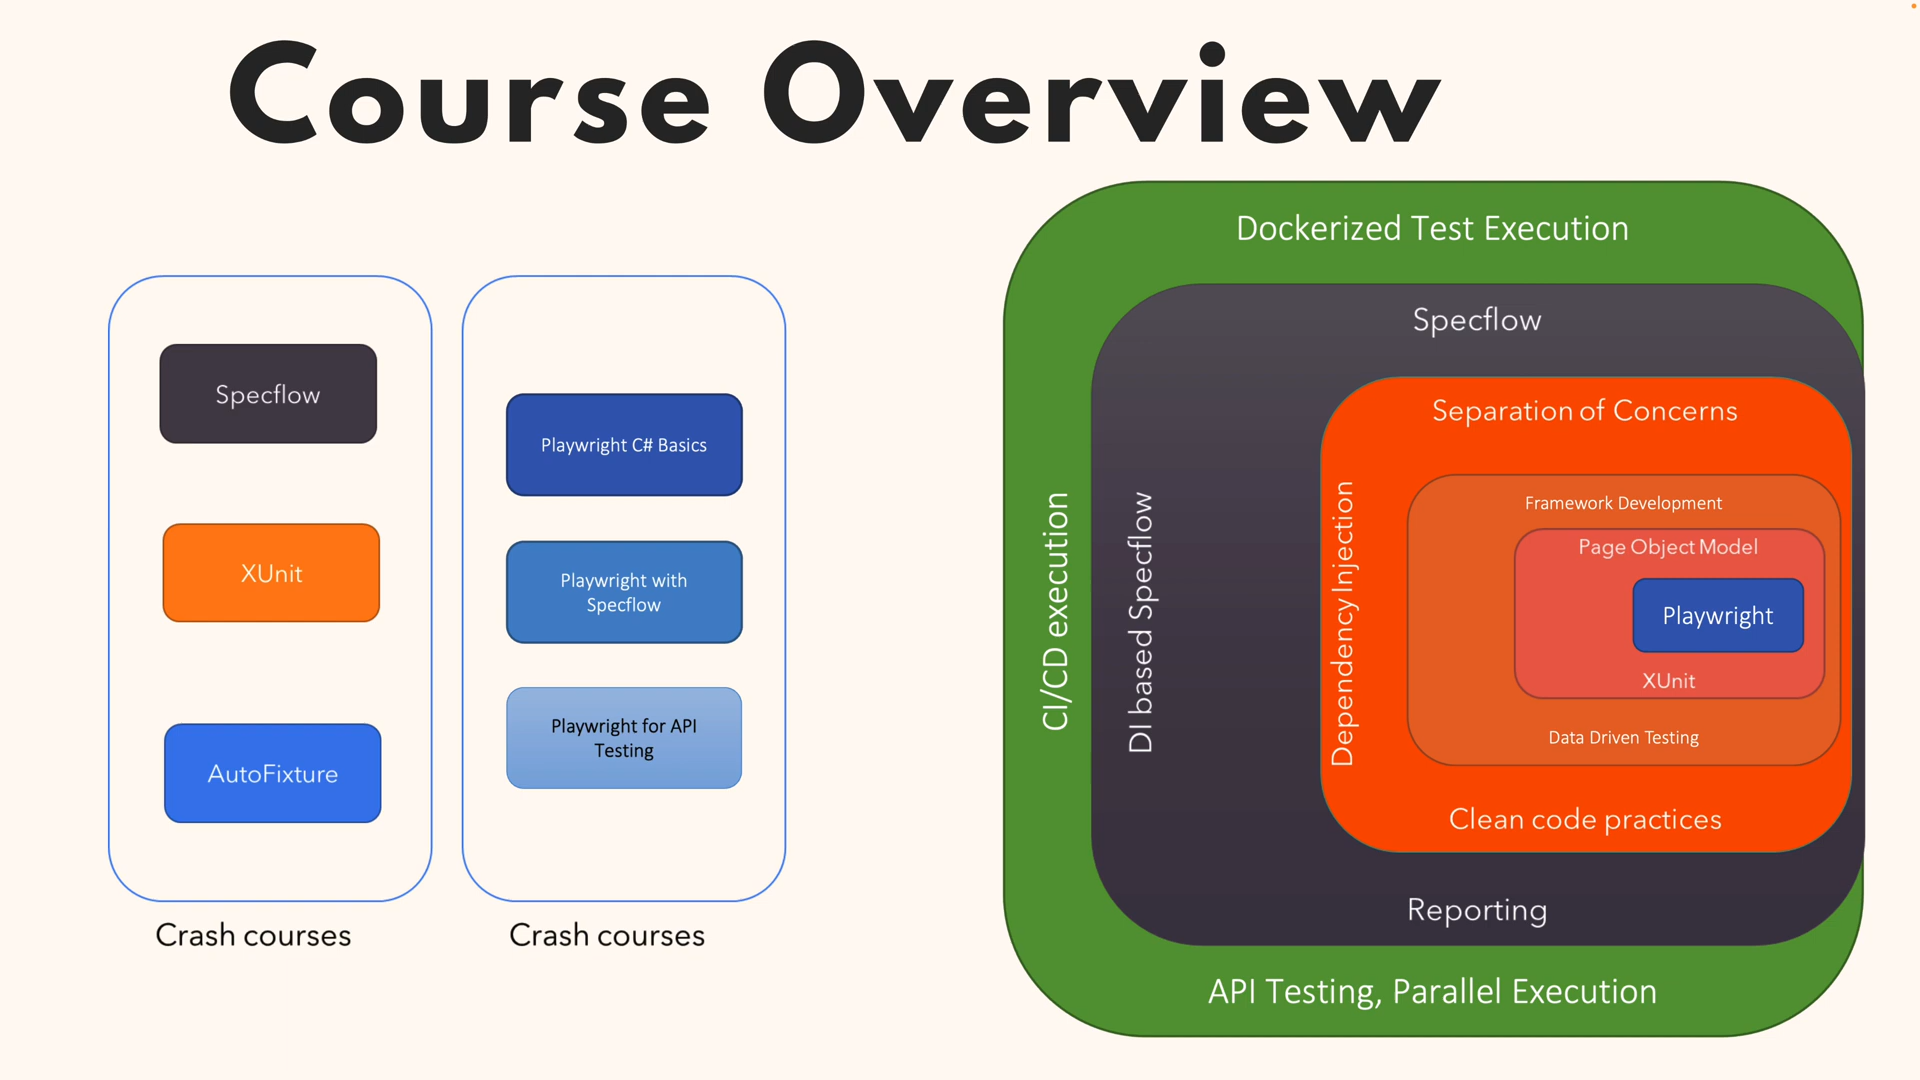 Course Overview
Specflow
XUnit
AutoFixture
Crash courses
Playwright C# Basics
Playwright with
Specflow
Playwright for API
Testing
Crash courses
Dockerized Test Execution
CI/CD execution
Specflow
DI based Specflow
Separation of Concerns
Dependency Injection
Framework Development
Page Object Model
Playwright
XUnit
Data Driven Testing
Clean code practices
Reporting
API Testing, Parallel Execution